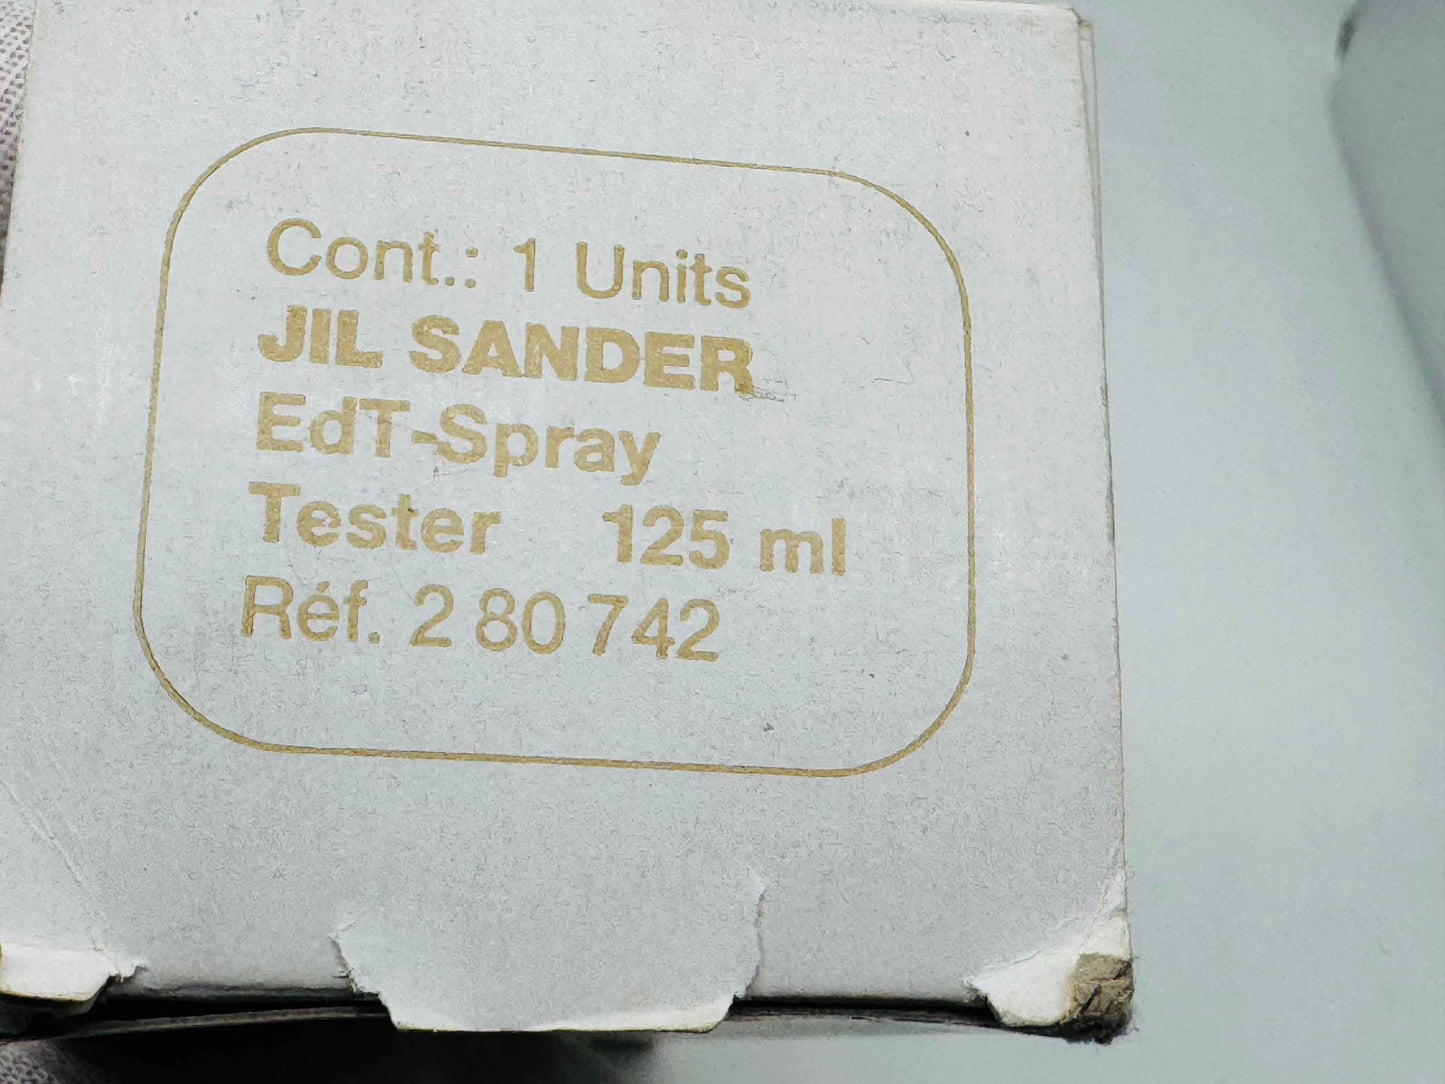 Cont.: 1 Units
JIL SANDER
EdT-Spray
Tester 125 ml
Réf. 2 80 742